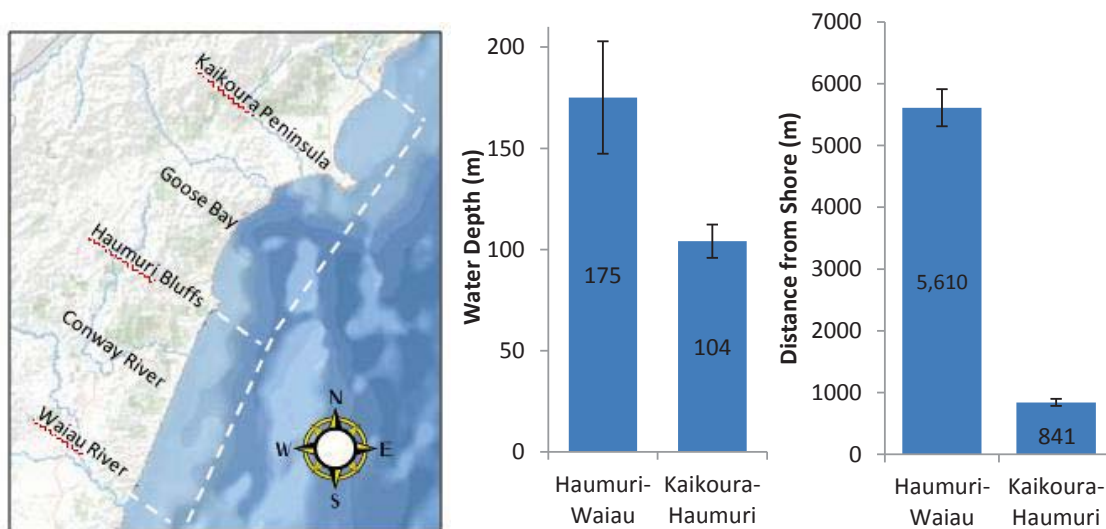 Kaikoura Peninsula
Goose Bay
Haumuri Bluffs
Conway River
Waiau River
N
W
E
S
Water Depth (m)
200
150
100
50
0
175
104
Haumuri-
Waiau
Kaikoura-
Haumuri
Distance from Shore (m)
7000
6000
5000
4000
3000
2000
1000
0
5,610
841
Haumuri-
Waiau
Kaikoura-
Haumuri